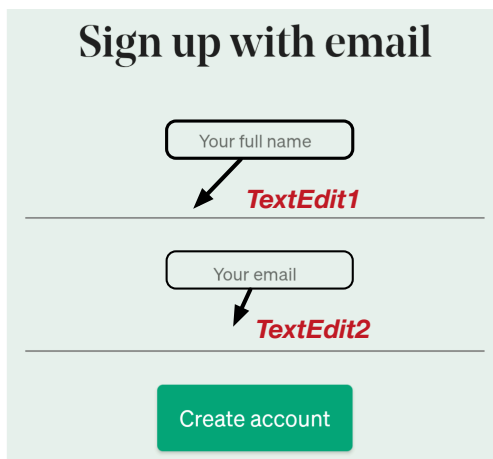 Sign up with email
Your full name
TextEdit1
Your email
TextEdit2
Create account